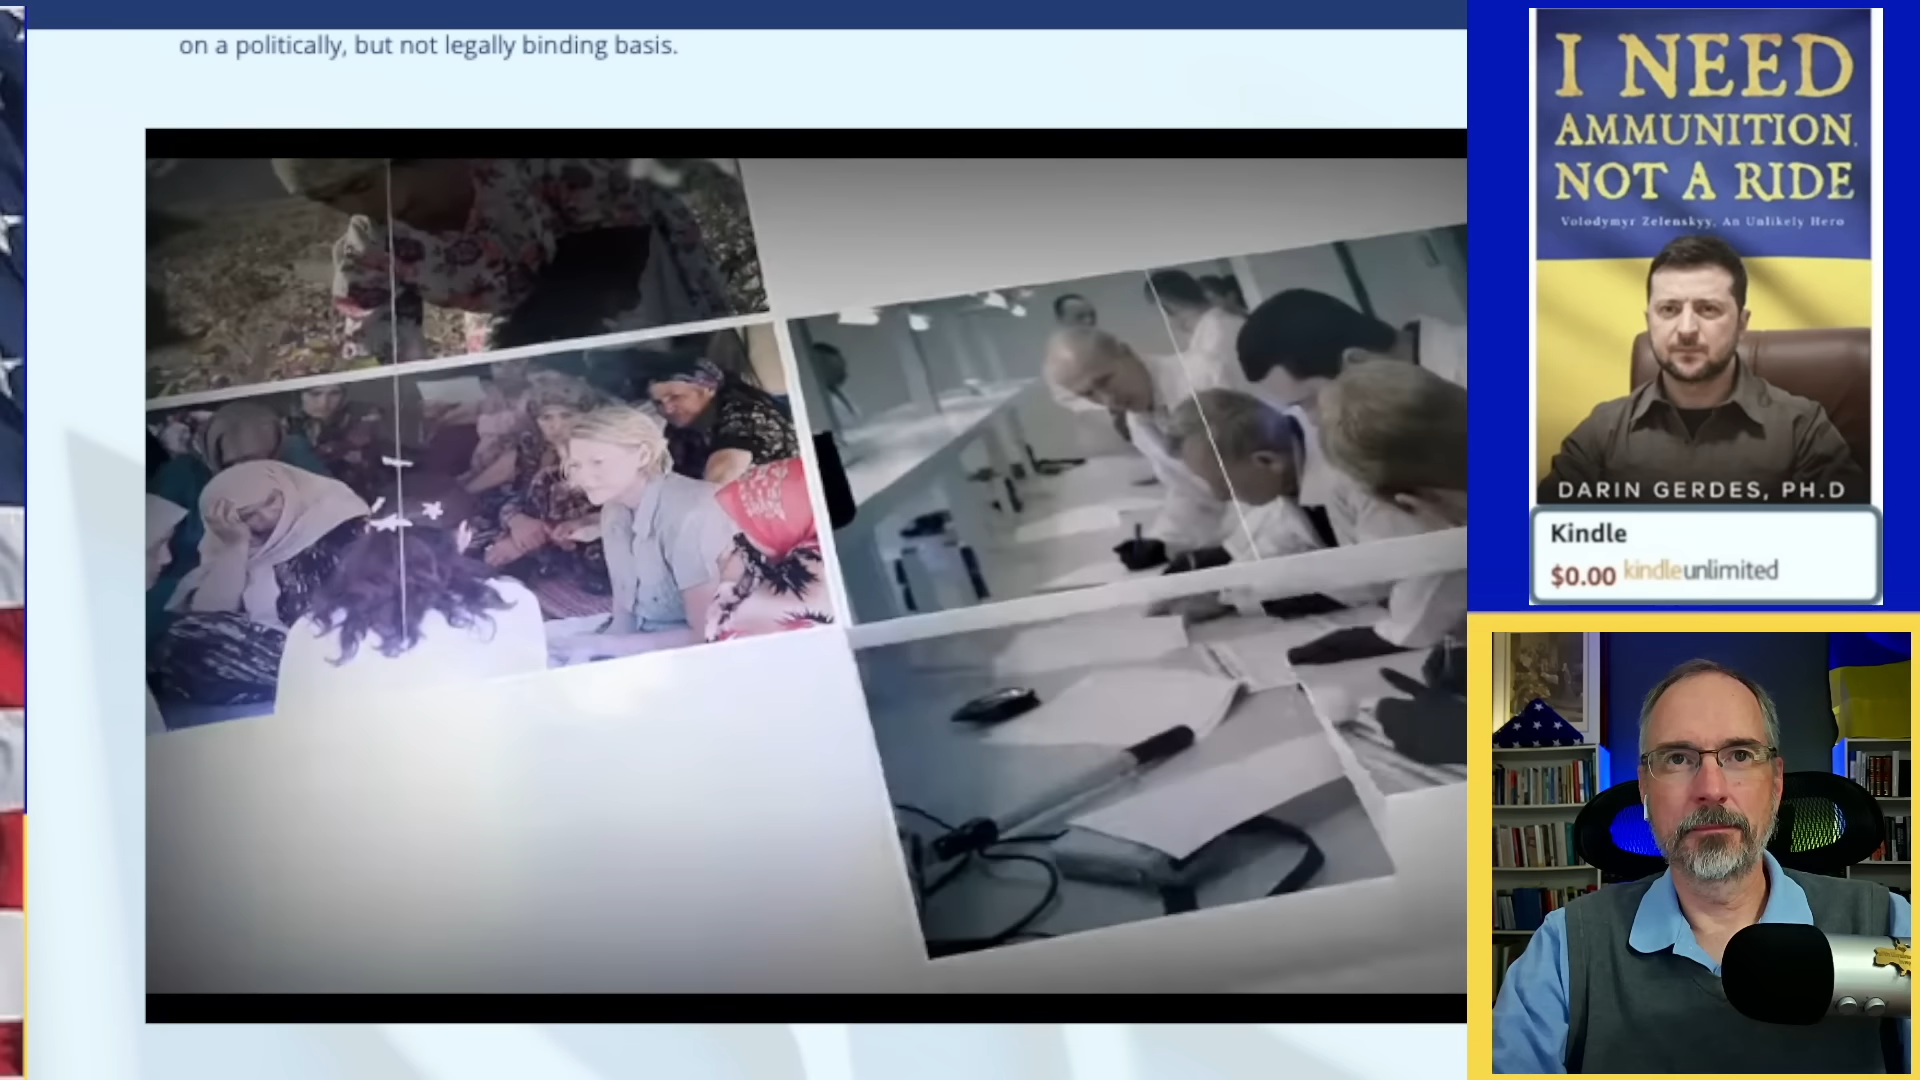 on a politically, but not legally binding basis.
I NEED
AMMUNITION,
NOT A RIDE
Volodymyr Zelenskyy, An Unlikely Hero
DARIN GERDES, PH.D
Kindle
$0.00 kindleunlimited